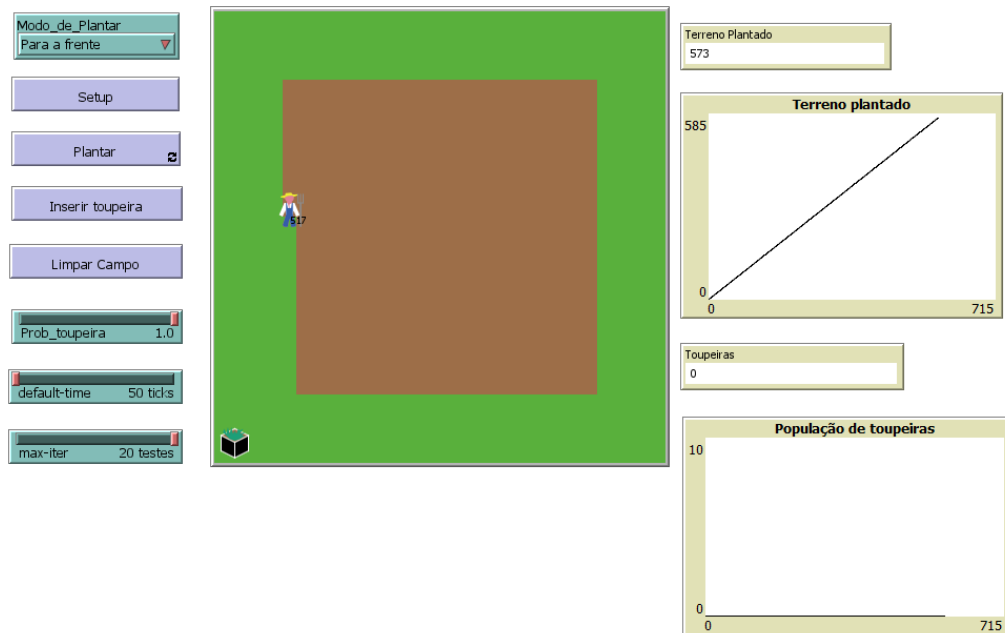 Modo_de_Plantar
Para a frente
Setup
Plantar
Inserir toupeira
Limpar Campo
Prob_toupeira 1.0
default-time 50 ticks
max-iter 20 testes
517
Terreno Plantado
573
Terreno plantado
585
0
0 715
Toupeiras
0
População de toupeiras
10
0
0 715